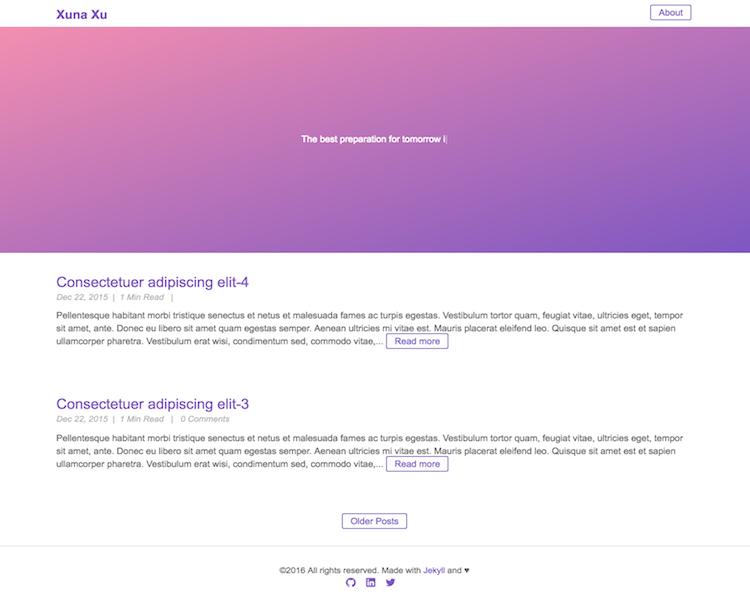 Xuna Xu
About
The best preparation for tomorrow i
Consectetuer adipiscing elit-4
Dec 22, 2015 | 1 Min Read |
Pellentesque habitant morbi tristique senectus et netus et malesuada fames ac turpis egestas. Vestibulum tortor quam, feugiat vitae, ultricies eget, tempor
sit amet, ante. Donec eu libero sit amet quam egestas semper. Aenean ultricies mi vitae est. Mauris placerat eleifend leo. Quisque sit amet est et sapien
ullamcorper pharetra. Vestibulum erat wisi, condimentum sed, commodo vitae,... Read more
Consectetuer adipiscing elit-3
Dec 22, 2015 | 1 Min Read | 0 Comments
Pellentesque habitant morbi tristique senectus et netus et malesuada fames ac turpis egestas. Vestibulum tortor quam, feugiat vitae, ultricies eget, tempor
sit amet, ante. Donec eu libero sit amet quam egestas semper. Aenean ultricies mi vitae est. Mauris placerat eleifend leo. Quisque sit amet est et sapien
ullamcorper pharetra. Vestibulum erat wisi, condimentum sed, commodo vitae,... Read more
Older Posts
©2016 All rights reserved. Made with Jekyll and ♥